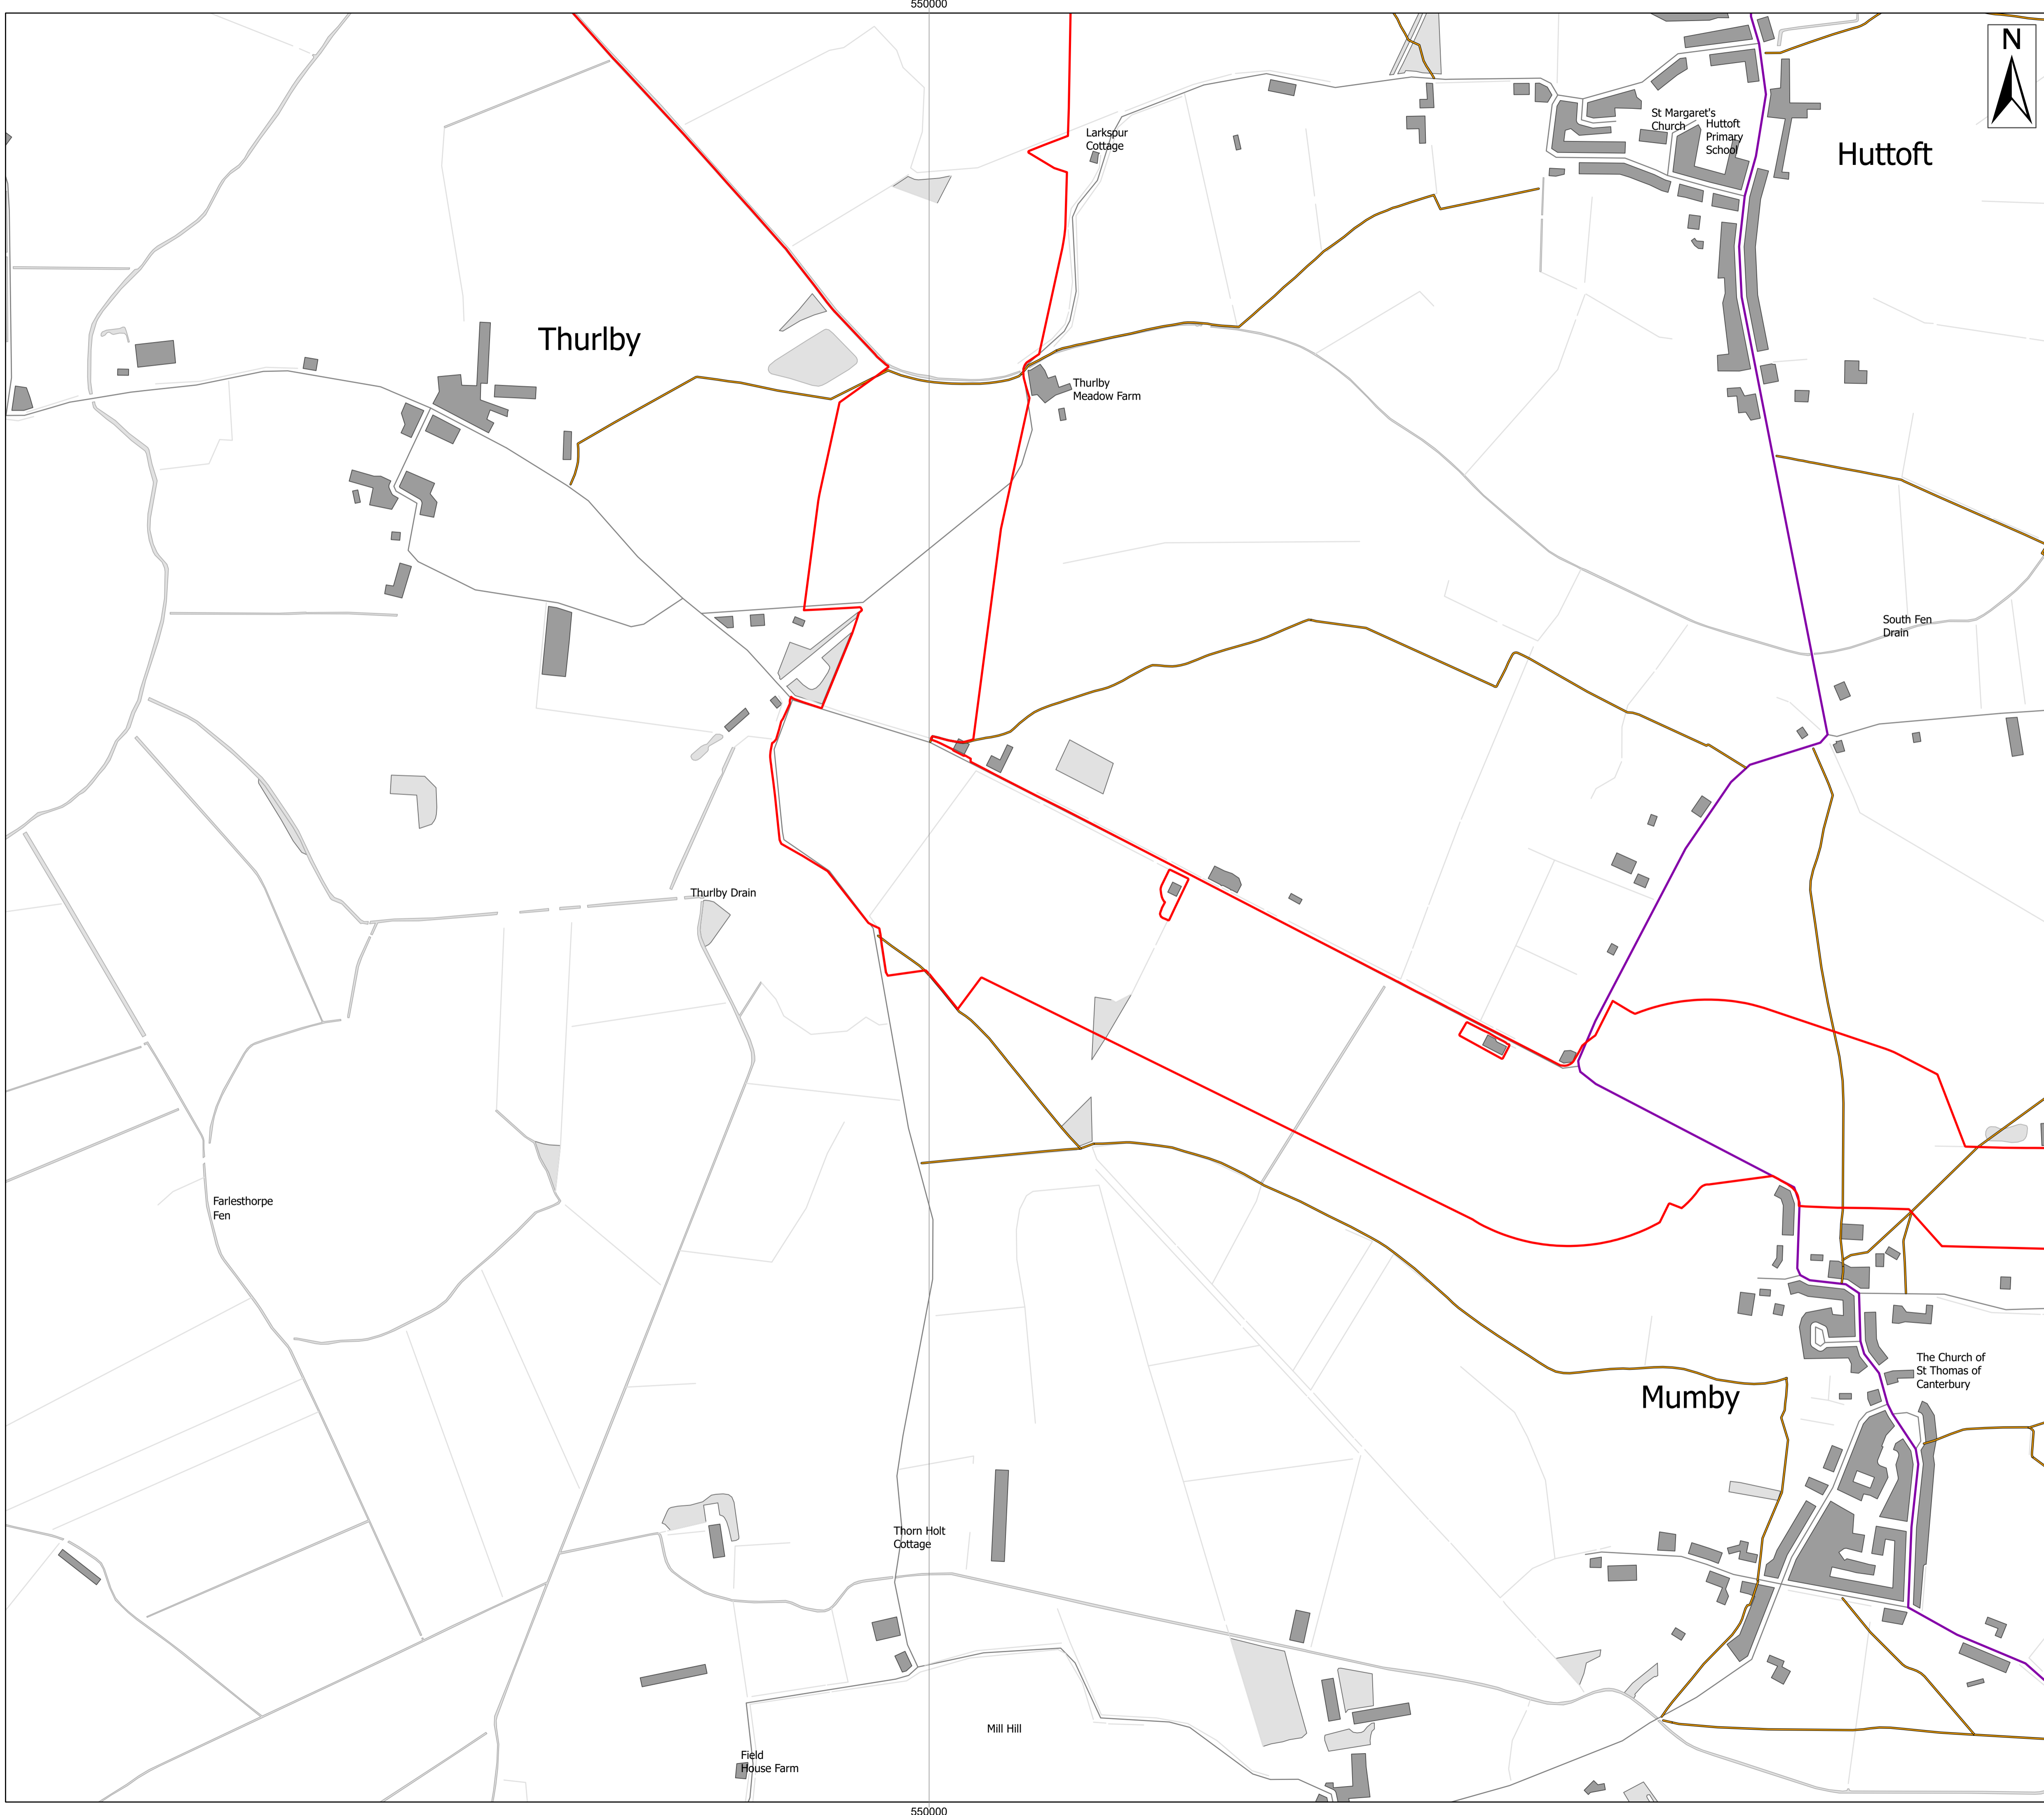 550000
N
St Margaret's
Church
Huttoft
Primary
School
Huttoft
Larkspur
Cottage
Thurlby
Thurlby
Meadow Farm
South Fen
Drain
Thurlby Drain
Farlesthorpe
Fen
The Church of
St Thomas of
Canterbury
Mumby
Thorn Holt
Cottage
Mill Hill
Field
House Farm
550000